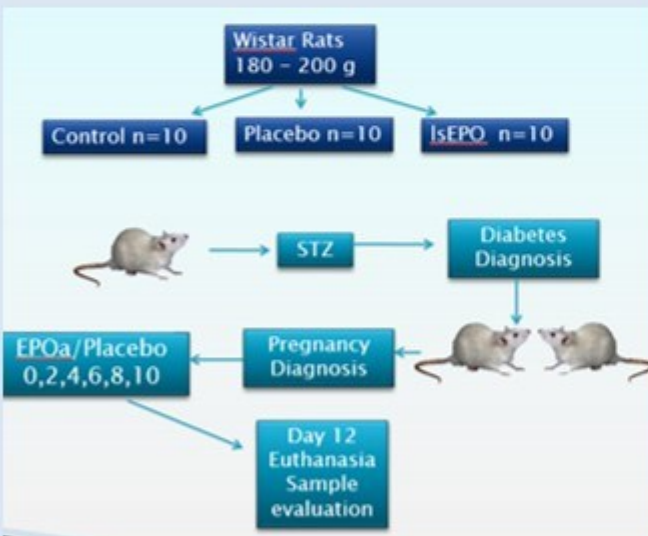 Wistar Rats
180 – 200 g
Control n=10
Placebo n=10
IsEPO n=10
STZ
Diabetes
Diagnosis
EPOa/Placebo
0,2,4,6,8,10
Pregnancy
Diagnosis
Day 12
Euthanasia
Sample
evaluation